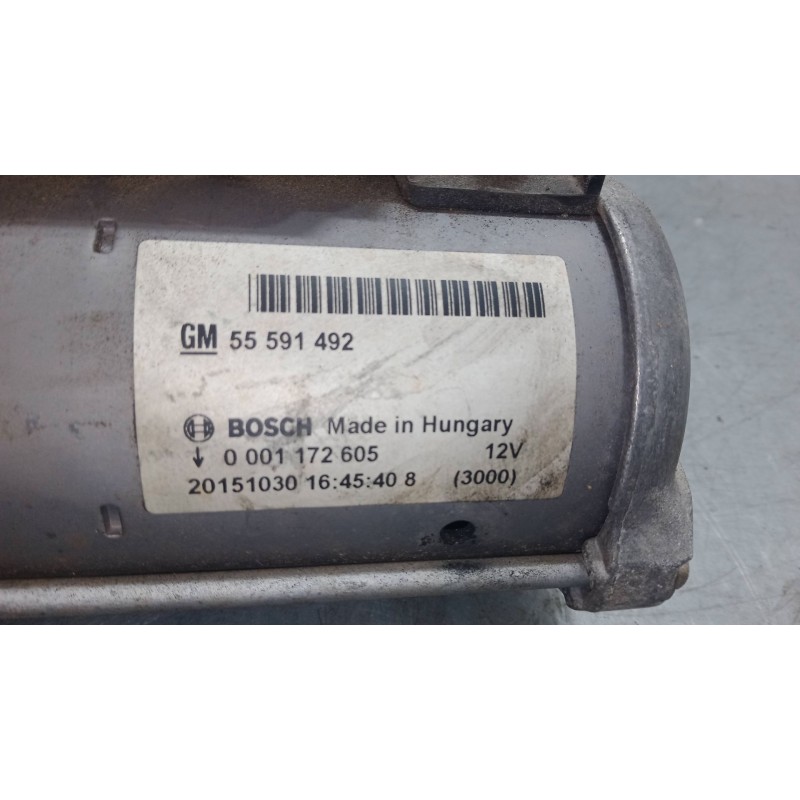 GM 55 591 492
BOSCH Made in Hungary
↓ 0 001 172 605 12V
20151030 16:45:40 8 (3000)